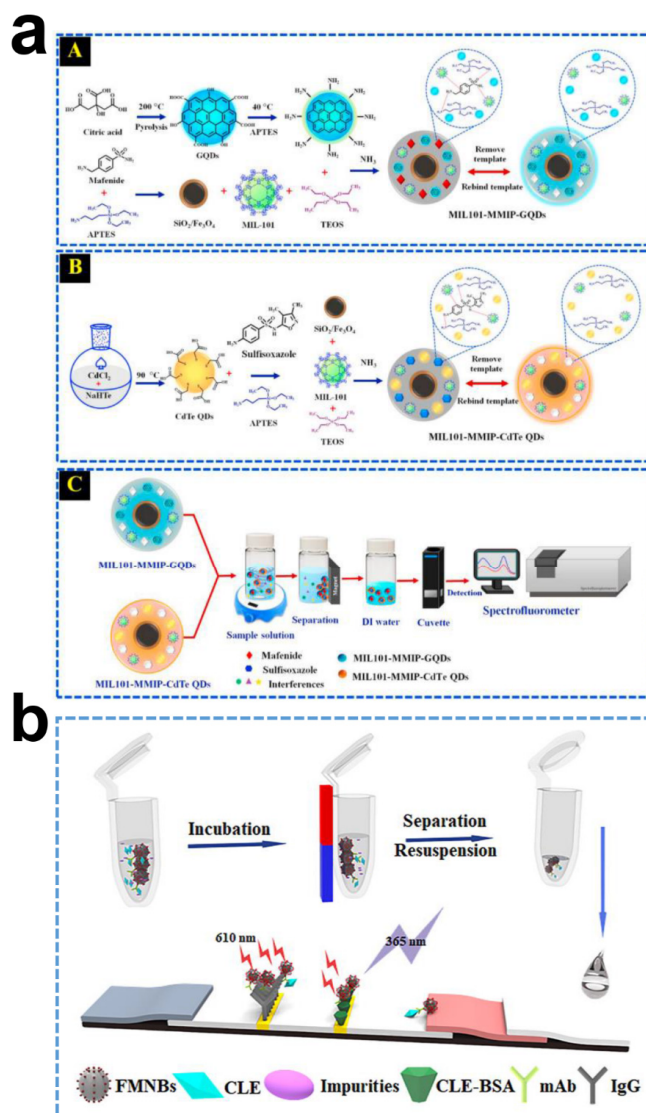 a
A
Citric acid
200 °C
Pyrolysis
GQDs
40 °C
APTES
Mafenide
+
APTES
SiO2/Fe3O4
+
MIL-101
+
TEOS
+
NH3
Remove
template
Rebind template
MIL101-MMIP-GQDs
B
CdCl2
+
NaHTe
90 °C
CdTe QDs
+
Sulfisoxazole
APTES
+
SiO2/Fe3O4
+
MIL-101
+
TEOS
NH3
Remove
template
Rebind template
MIL101-MMIP-CdTe QDs
C
MIL101-MMIP-GQDs
MIL101-MMIP-CdTe QDs
Sample solution
Separation
Magnet
DI water
Cuvette
Detection
Spectrofluorometer
Mafenide
Sulfisoxazole
Interferences
MIL101-MMIP-GQDs
MIL101-MMIP-CdTe QDs
b
Incubation
Separation
Resuspension
610 nm
365 nm
FMNBs
CLE
Impurities
CLE-BSA
mAb
IgG